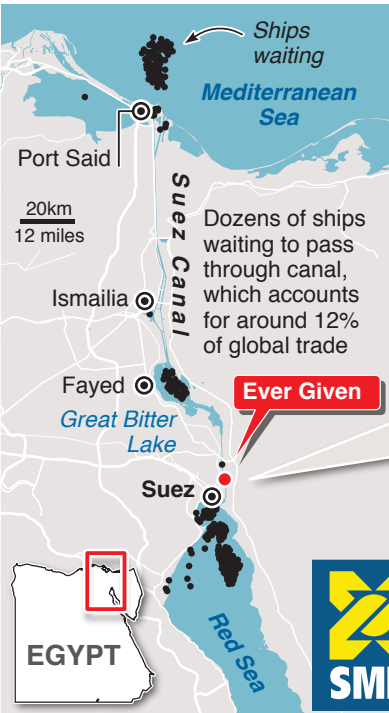 Ships
waiting
Mediterranean
Sea
Port Said
20km
12 miles
Suez Canal
Dozens of ships
waiting to pass
through canal,
which accounts
for around 12%
of global trade
Ismailia
Fayed
Great Bitter
Lake
Ever Given
Suez
Red Sea
EGYPT